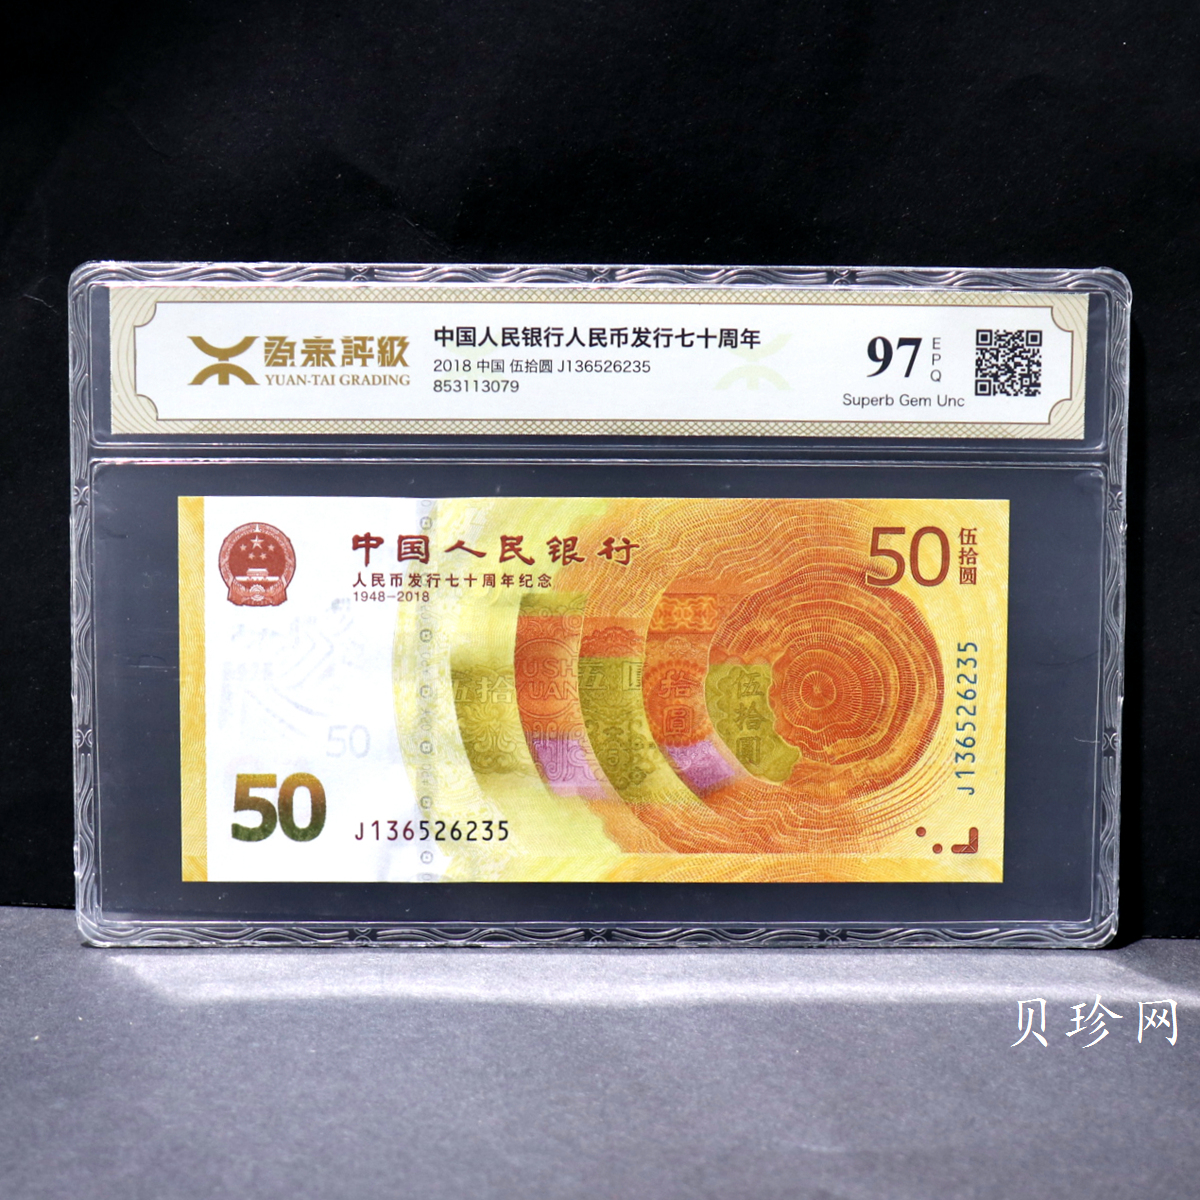 源泰評級
YUAN-TAI GRADING
中国人民银行人民币发行七十周年
2018 中国 伍拾圆 J136526235
853113079
97
EPQ
Superb Gem Unc
中国人民银行
人民币发行七十周年纪念
1948-2018
50
伍拾圆
伍拾
YUAN
五
拾圆
伍拾圆
J136526235
50
50
J136526235
贝珍网